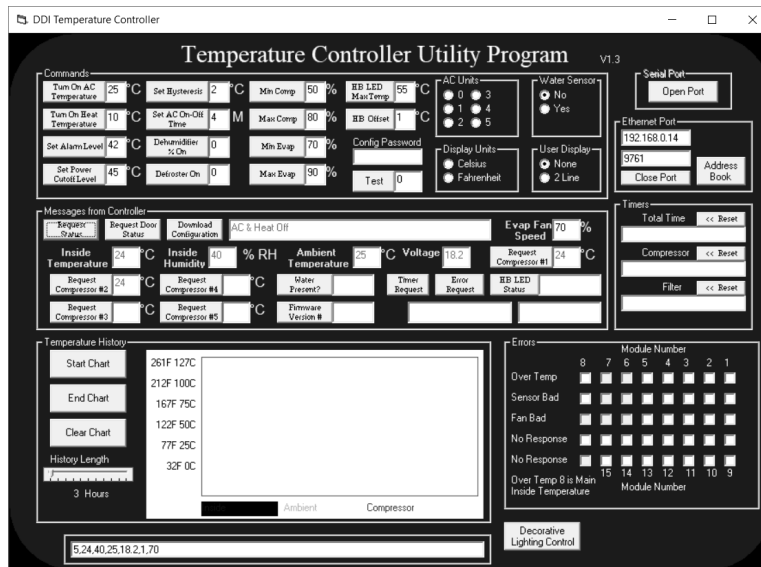 DDI Temperature Controller
Temperature Controller Utility Program V1.3
Commands
Turn On AC Temperature 25 °C
Set Hysteresis 2 °C
Min Comp 50 %
HB LED MaxTemp 55 °C
Turn On Heat Temperature 10 °C
Set AC On-Off Time 4 M
Max Comp 80 %
HB Offset 1 °C
Set Alarm Level 42 °C
Dehumidifier % On 0
Min Evap 70 %
Config Password
Set Power Cutoff Level 45 °C
Defroster On 0
Max Evap 90 %
Test 0
AC Units
0 3
1 4
2 5
Water Sensor
No
Yes
Display Units
Celsius
Fahrenheit
User Display
None
2 Line
Serial Port
Open Port
Ethernet Port
192.168.0.14
9761
Close Port
Address Book
Messages from Controller
Request Status
Request Door Status
Download Configuration
AC & Heat Off
Evap Fan Speed 70 %
Inside Temperature 24 °C
Inside Humidity 40 % RH
Ambient Temperature 25 °C
Voltage 18.2
Request Compressor #1 24 °C
Request Compressor #2 24 °C
Request Compressor #4 °C
Water Present?
Timer Request
Error Request
HB LED Status
Request Compressor #3 °C
Request Compressor #5 °C
Firmware Version #
Timers
Total Time << Reset
Compressor << Reset
Filter << Reset
Temperature History
Start Chart
End Chart
Clear Chart
History Length
3 Hours
261F 127C
212F 100C
167F 75C
122F 50C
77F 25C
32F 0C
Inside Ambient Compressor
Errors
Module Number
8 7 6 5 4 3 2 1
Over Temp
Sensor Bad
Fan Bad
No Response
No Response
15 14 13 12 11 10 9
Over Temp 8 is Main Inside Temperature
Module Number
Decorative Lighting Control
5,24,40,25,18.2,1,70